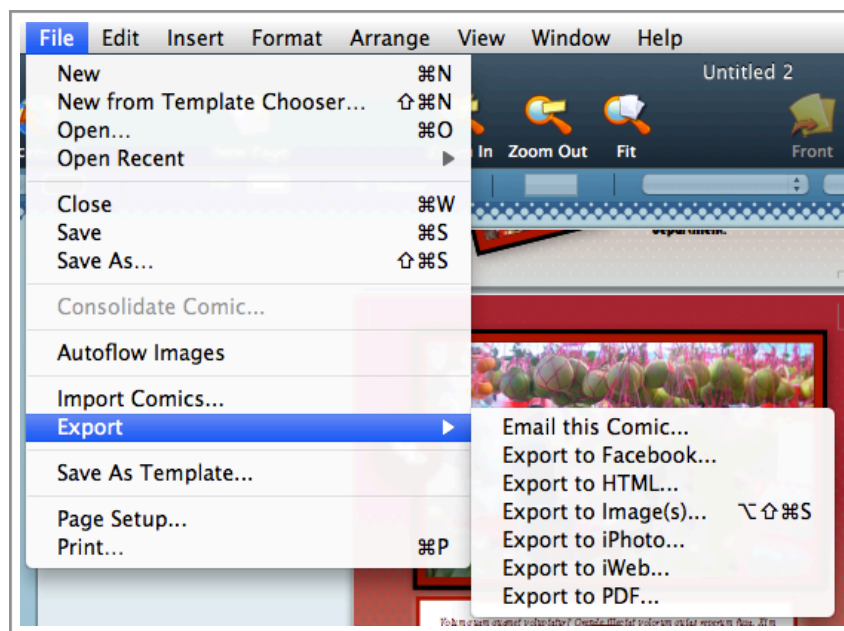 File Edit Insert Format Arrange View Window Help
Untitled 2
In Zoom Out Fit Front
New ⌘N
New from Template Chooser... ⇧⌘N
Open... ⌘O
Open Recent ▶
Close ⌘W
Save ⌘S
Save As... ⇧⌘S
department.
Consolidate Comic...
Autoflow Images
Import Comics...
Export ▶
Save As Template...
Page Setup...
Print... ⌘P
Email this Comic...
Export to Facebook...
Export to HTML...
Export to Image(s)... ⌥⇧⌘S
Export to iPhoto...
Export to iWeb...
Export to PDF...